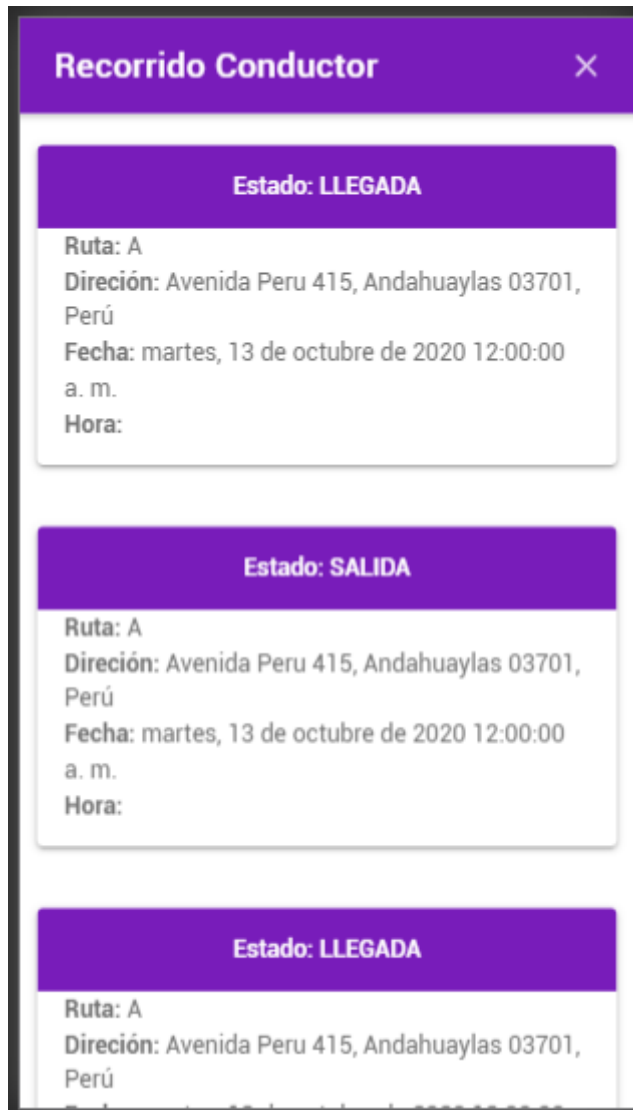 Recorrido Conductor ×
Estado: LLEGADA
Ruta: A
Direción: Avenida Peru 415, Andahuaylas 03701,
Perú
Fecha: martes, 13 de octubre de 2020 12:00:00
a. m.
Hora:
Estado: SALIDA
Ruta: A
Direción: Avenida Peru 415, Andahuaylas 03701,
Perú
Fecha: martes, 13 de octubre de 2020 12:00:00
a. m.
Hora:
Estado: LLEGADA
Ruta: A
Direción: Avenida Peru 415, Andahuaylas 03701,
Perú